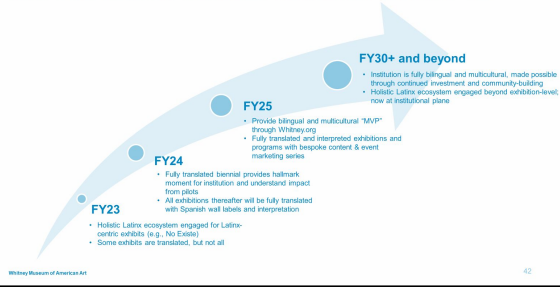 FY30+ and beyond
• Institution is fully bilingual and multicultural, made possible
through continued investment and community-building
• Holistic Latinx ecosystem engaged beyond exhibition-level;
now at institutional plane
FY25
• Provide bilingual and multicultural “MVP”
through Whitney.org
• Fully translated and interpreted exhibitions and
programs with bespoke content & event
marketing series
FY24
• Fully translated biennial provides hallmark
moment for institution and understand impact
from pilots
• All exhibitions thereafter will be fully translated
with Spanish wall labels and interpretation
FY23
• Holistic Latinx ecosystem engaged for Latinx-
centric exhibits (e.g., No Existe)
• Some exhibits are translated, but not all
Whitney Museum of American Art
42